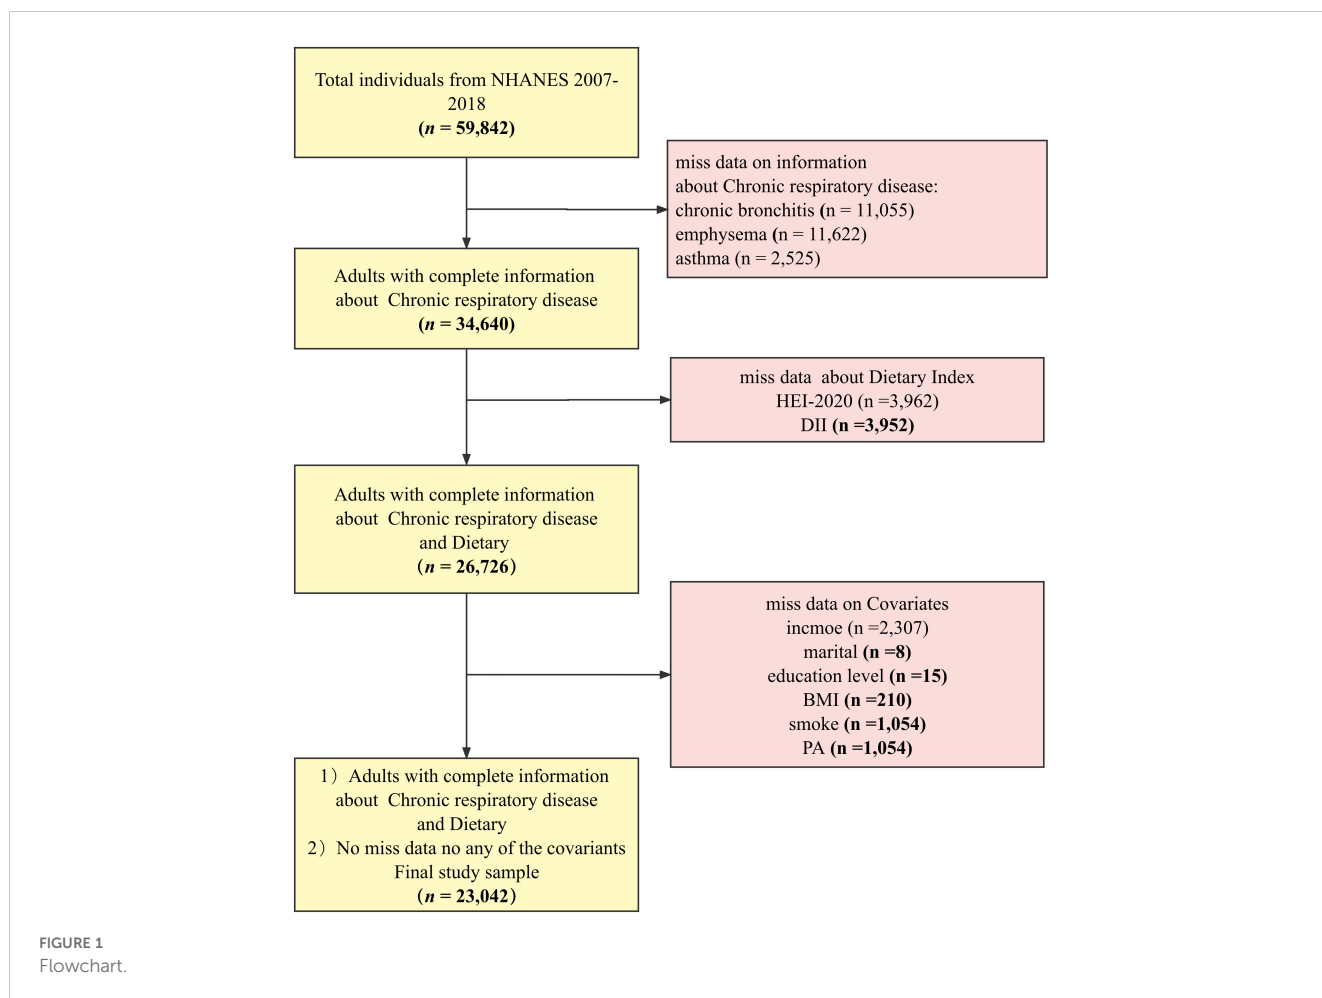 Total individuals from NHANES 2007-
2018
(n = 59,842)
miss data on information
about Chronic respiratory disease:
chronic bronchitis (n = 11,055)
emphysema (n = 11,622)
asthma (n = 2,525)
Adults with complete information
about  Chronic respiratory disease
(n = 34,640)
miss data  about Dietary Index
HEI-2020 (n =3,962)
DII (n =3,952)
Adults with complete information
about  Chronic respiratory disease
and Dietary
(n = 26,726)
miss data on Covariates
incmoe (n =2,307)
marital (n =8)
education level (n =15)
BMI (n =210)
smoke (n =1,054)
PA (n =1,054)
1）Adults with complete information
about  Chronic respiratory disease
and Dietary
2）No miss data no any of the covariants
Final study sample
(n = 23,042)
FIGURE 1
Flowchart.